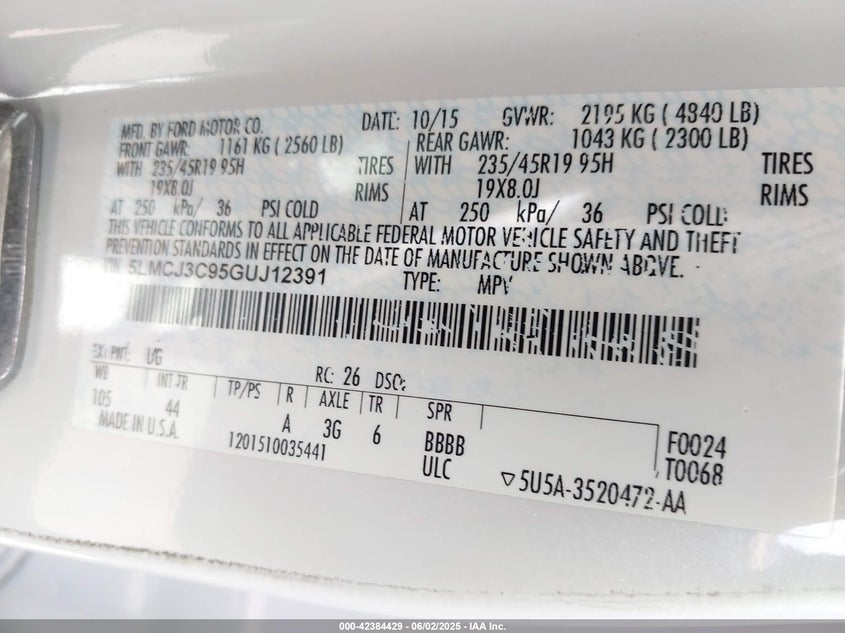 MFD. BY FORD MOTOR CO. DATE: 10/15 GVWR: 2195 KG ( 4840 LB)
FRONT GAWR: 1161 KG ( 2560 LB) REAR GAWR: 1043 KG ( 2300 LB)
WITH 235/45R19 95H TIRES WITH 235/45R19 95H TIRES
19X8.0J RIMS 19X8.0J RIMS
AT 250 kPa/ 36 PSI COLD AT 250 kPa/ 36 PSI COLD
THIS VEHICLE CONFORMS TO ALL APPLICABLE FEDERAL MOTOR VEHICLE SAFETY AND THEFT
PREVENTION STANDARDS IN EFFECT ON THE DATE OF MANUFACTURE SHOWN ABOVE.
VIN: 5LMCJ3C95GUJ12391 TYPE: MPV
EXT PNT: UG RC: 26 DSO:
WB INT TR TP/PS R AXLE TR SPR
105 44 A 3G 6 BBBB F0024
MADE IN U.S.A. 1201510035441 ULC T0068
▽5U5A-3520472-AA
000-42384429 - 06/02/2025 - IAA Inc.